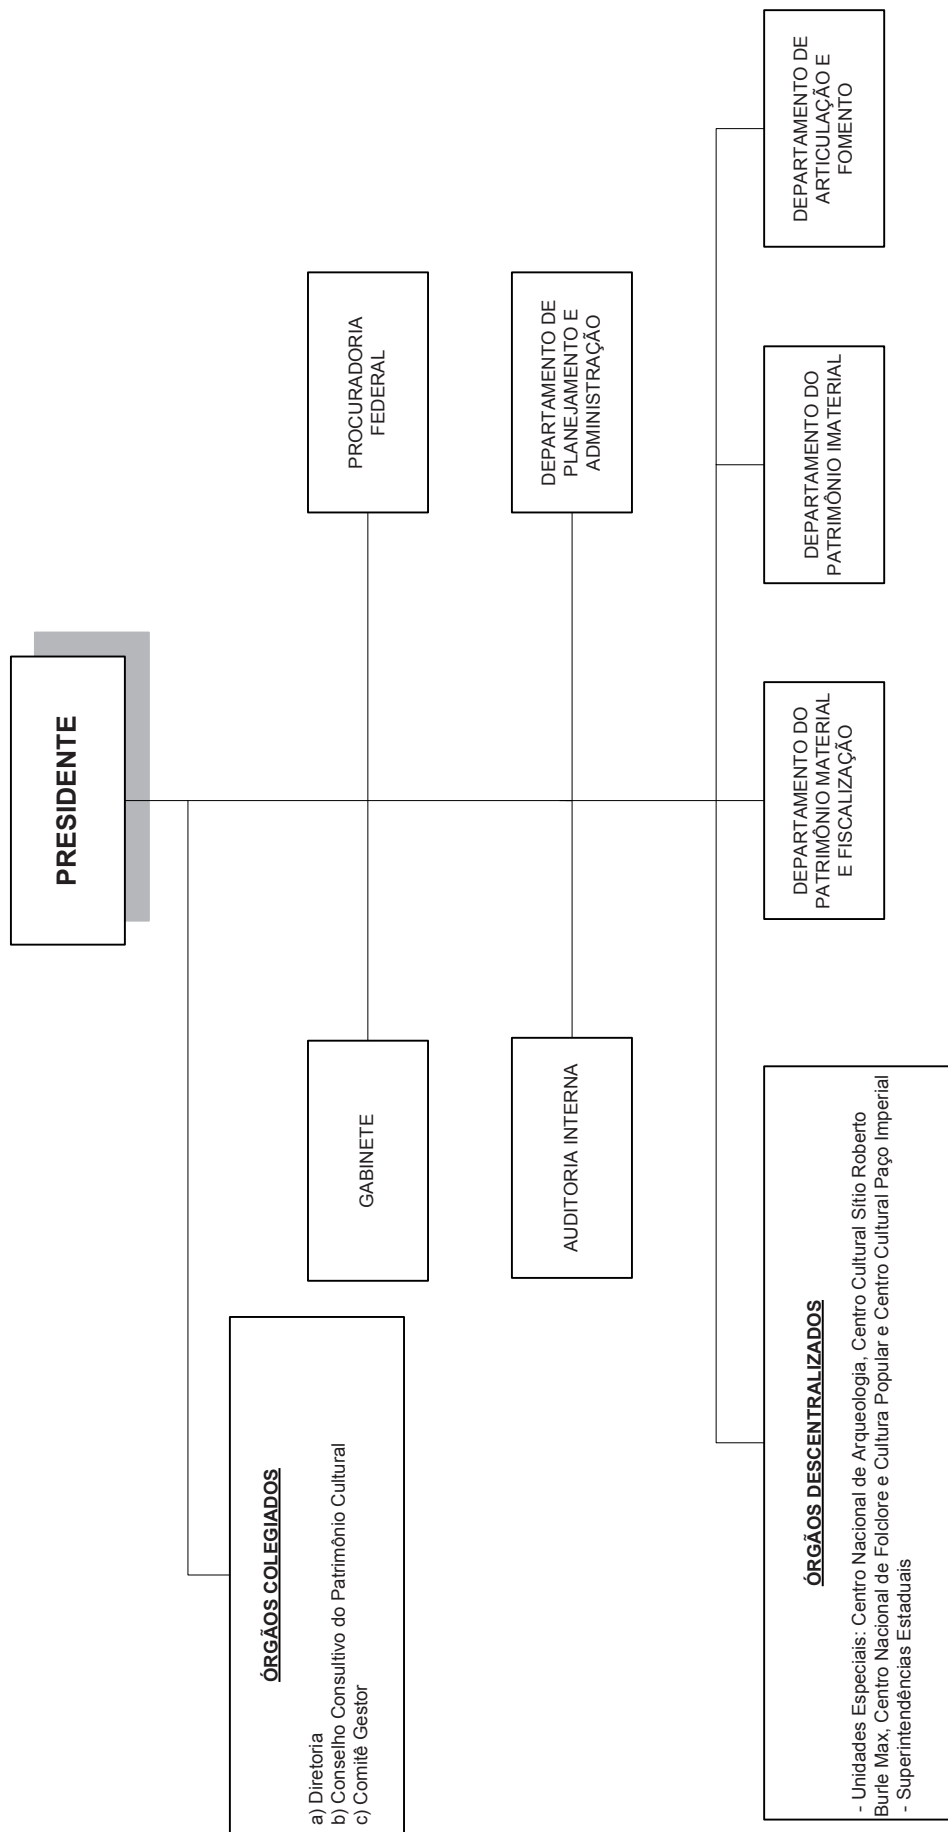 PRESIDENTE
ÓRGÃOS COLEGIADOS
a) Diretoria
b) Conselho Consultivo do Patrimônio Cultural
c) Comitê Gestor
GABINETE
PROCURADORIA
FEDERAL
AUDITORIA INTERNA
DEPARTAMENTO DE
PLANEJAMENTO E
ADMINISTRAÇÃO
ÓRGÃOS DESCENTRALIZADOS
- Unidades Especiais: Centro Nacional de Arqueologia, Centro Cultural Sítio Roberto
Burle Max, Centro Nacional de Folclore e Cultura Popular e Centro Cultural Paço Imperial
- Superintendências Estaduais
DEPARTAMENTO DO
PATRIMÔNIO MATERIAL
E FISCALIZAÇÃO
DEPARTAMENTO DO
PATRIMÔNIO IMATERIAL
DEPARTAMENTO DE
ARTICULAÇÃO E
FOMENTO